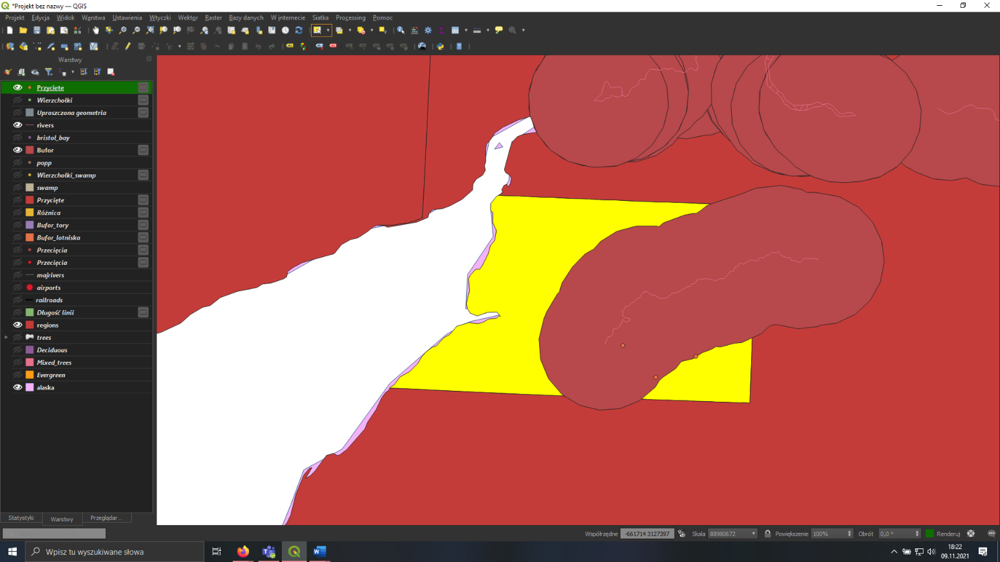 *Projekt bez nazwy — QGIS
Projekt Edycja Widok Warstwa Ustawienia Wtyczki Wektor Raster Bazy danych W internecie Siatka Processing Pomoc
Warstwy
Przycięte
Wierzchołki
Uproszczona geometria
rivers
bristol_bay
Bufor
popp
Wierzchołki_swamp
swamp
Przycięte
Różnica
Bufor_tory
Bufor_lotniska
Przecięcia
Przecięcia
majrivers
airports
railroads
Długość linii
regions
trees
Deciduous
Mixed_trees
Evergreen
alaska
Statystyki Warstwy Przeglądar…
Współrzędne -661714 3127397 Skala 88980672 Powiększenie 100% Obrót 0,0 ° Renderuj
Wpisz tu wyszukiwane słowa
18:22
09.11.2021